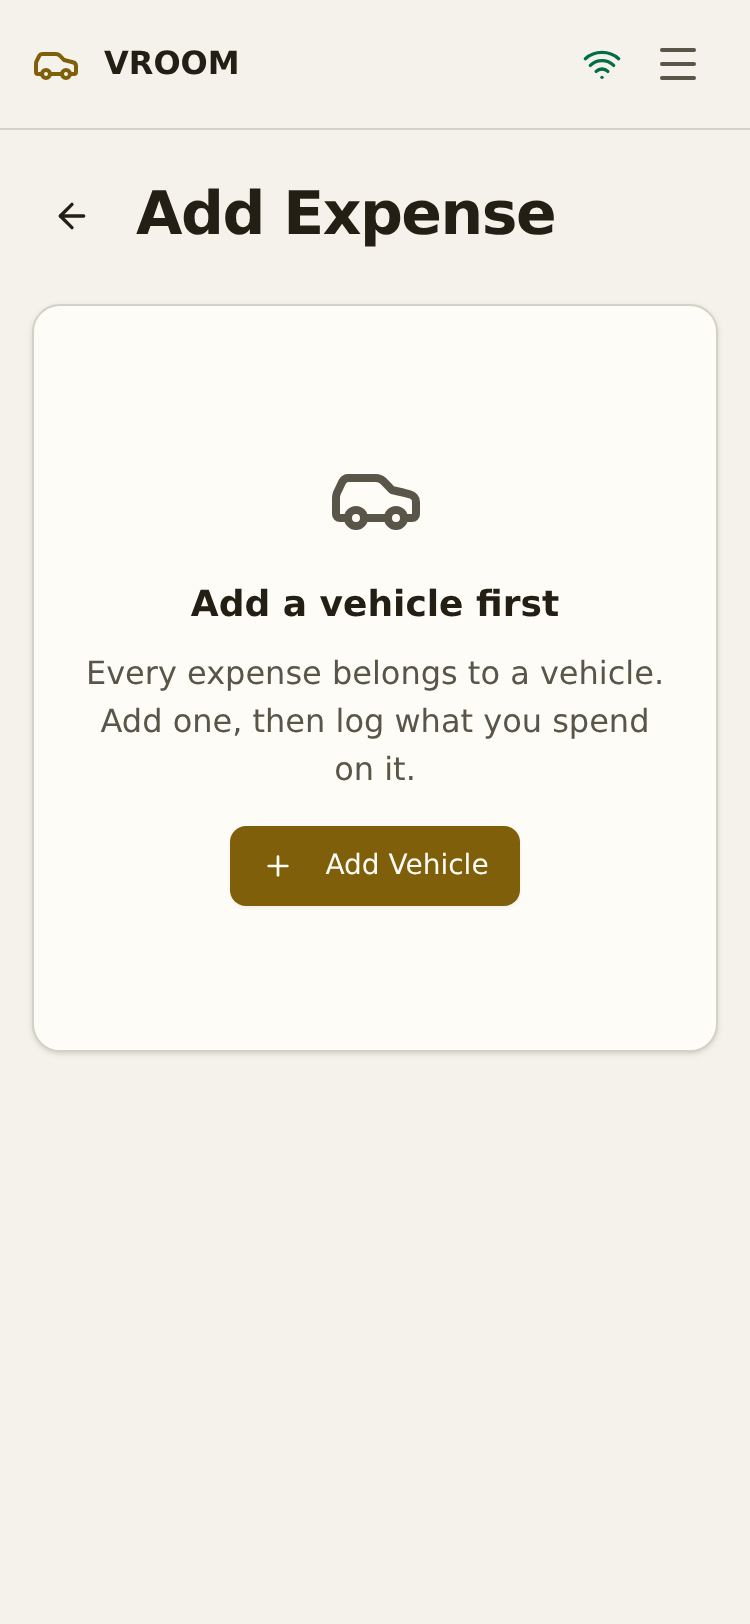 VROOM
Add Expense
Add a vehicle first
Every expense belongs to a vehicle.
Add one, then log what you spend
on it.
Add Vehicle